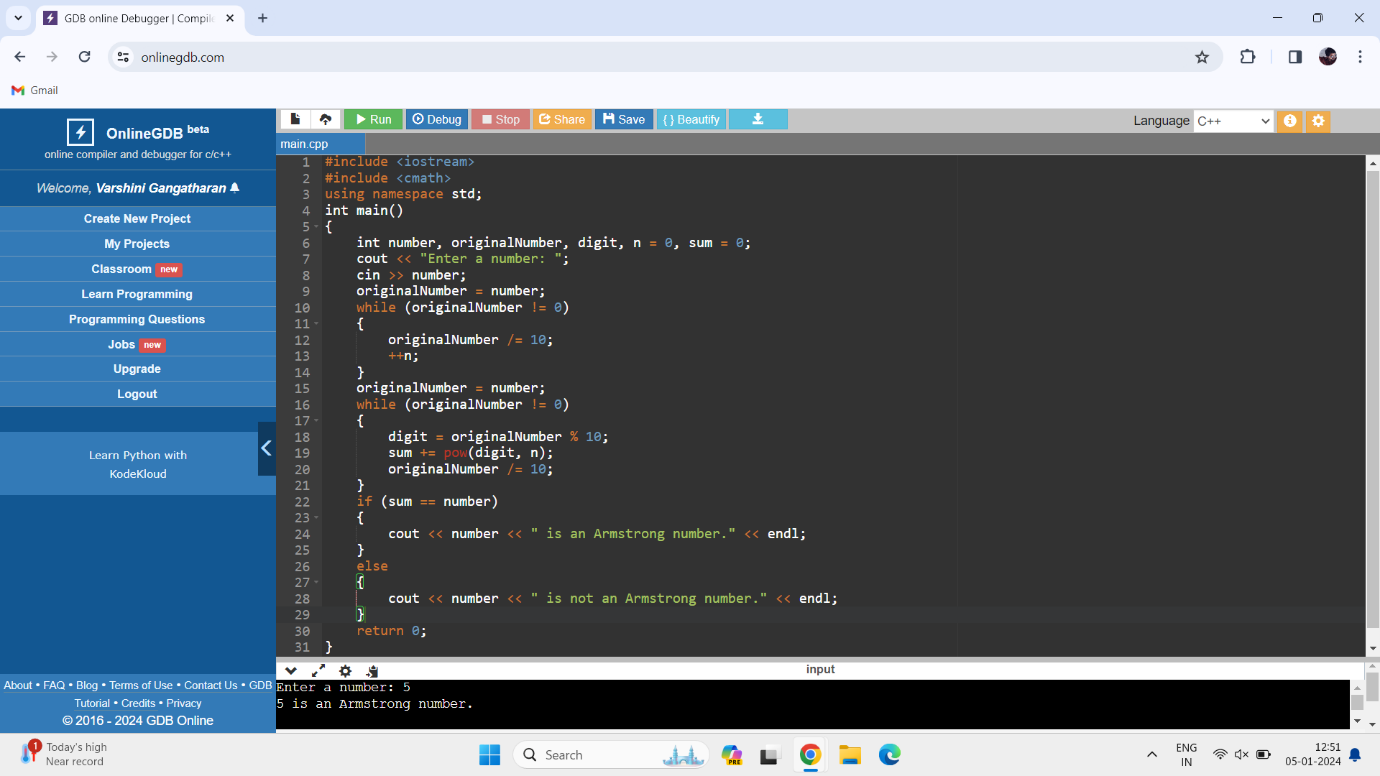 GDB online Debugger | Compil
onlinegdb.com
Gmail
OnlineGDB beta
online compiler and debugger for c/c++
Welcome, Varshini Gangatharan
Create New Project
My Projects
Classroom new
Learn Programming
Programming Questions
Jobs new
Upgrade
Logout
Learn Python with
KodeKloud
About • FAQ • Blog • Terms of Use • Contact Us • GDB
Tutorial • Credits • Privacy
© 2016 - 2024 GDB Online
Run Debug Stop Share Save { } Beautify
Language C++
main.cpp
1 #include <iostream>
2 #include <cmath>
3 using namespace std;
4 int main()
5 {
6 int number, originalNumber, digit, n = 0, sum = 0;
7 cout << "Enter a number: ";
8 cin >> number;
9 originalNumber = number;
10 while (originalNumber != 0)
11 {
12 originalNumber /= 10;
13 ++n;
14 }
15 originalNumber = number;
16 while (originalNumber != 0)
17 {
18 digit = originalNumber % 10;
19 sum += pow(digit, n);
20 originalNumber /= 10;
21 }
22 if (sum == number)
23 {
24 cout << number << " is an Armstrong number." << endl;
25 }
26 else
27 {
28 cout << number << " is not an Armstrong number." << endl;
29 }
30 return 0;
31 }
input
Enter a number: 5
5 is an Armstrong number.
1
Today's high
Near record
Search
PRE
ENG
IN
12:51
05-01-2024